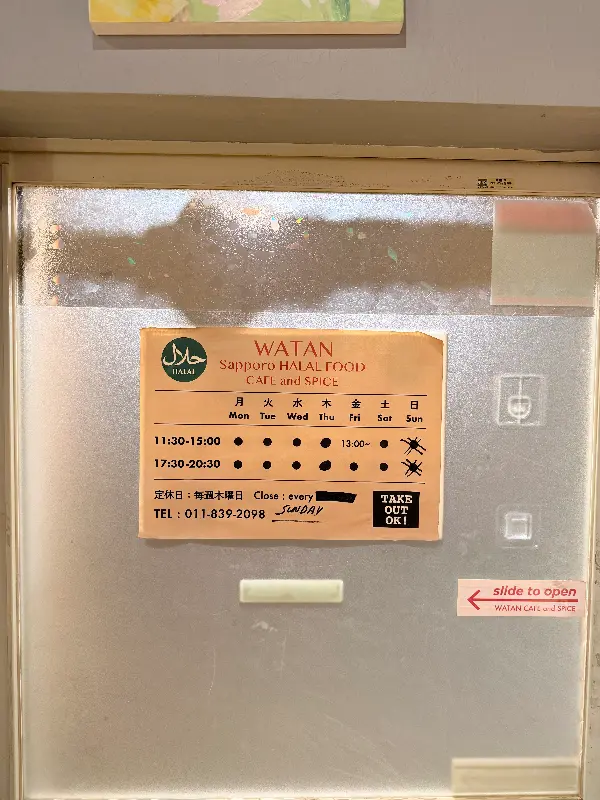 حلال
HALAL
WATAN
Sapporo HALAL FOOD
CAFE and SPICE
月 火 水 木 金 土 日
Mon Tue Wed Thu Fri Sat Sun
11:30-15:00 ● ● ● ● 13:00~ ●
17:30-20:30 ● ● ● ● ● ●
定休日：毎週木曜日 Close : every
SUNDAY
TEL : 011-839-2098
TAKE
OUT
OK!
slide to open
WATAN CAFE and SPICE